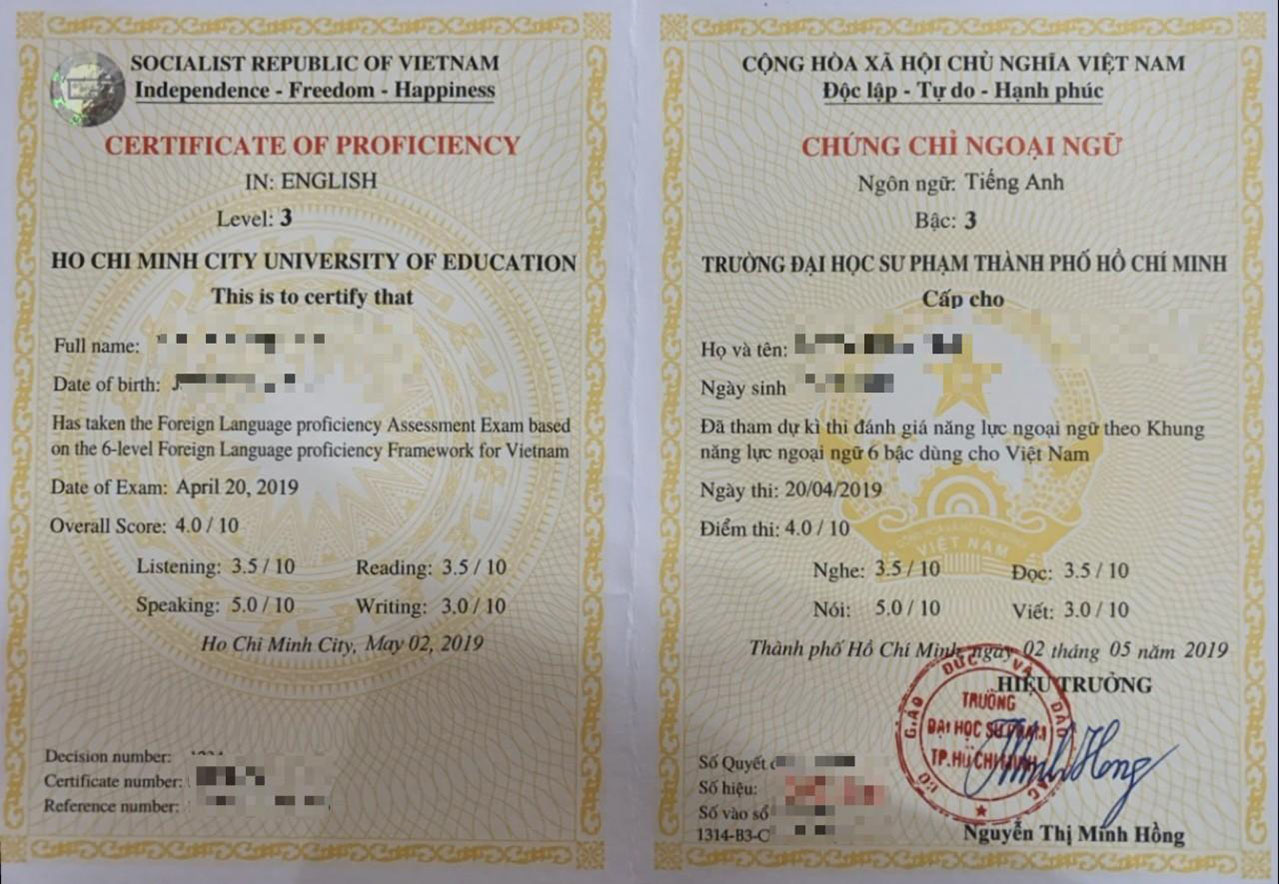 SOCIALIST REPUBLIC OF VIETNAM
Independence - Freedom - Happiness
CERTIFICATE OF PROFICIENCY
IN: ENGLISH
Level: 3
HO CHI MINH CITY UNIVERSITY OF EDUCATION
This is to certify that
Full name:
Date of birth:
Has taken the Foreign Language proficiency Assessment Exam based
on the 6-level Foreign Language proficiency Framework for Vietnam
Date of Exam: April 20, 2019
Overall Score: 4.0 / 10
Listening: 3.5 / 10 Reading: 3.5 / 10
Speaking: 5.0 / 10 Writing: 3.0 / 10
Ho Chi Minh City, May 02, 2019
Decision number:
Certificate number:
Reference number:
CỘNG HÒA XÃ HỘI CHỦ NGHĨA VIỆT NAM
Độc lập - Tự do - Hạnh phúc
CHỨNG CHỈ NGOẠI NGỮ
Ngôn ngữ: Tiếng Anh
Bậc: 3
TRƯỜNG ĐẠI HỌC SƯ PHẠM THÀNH PHỐ HỒ CHÍ MINH
Cấp cho
Họ và tên:
Ngày sinh
Đã tham dự kì thi đánh giá năng lực ngoại ngữ theo Khung
năng lực ngoại ngữ 6 bậc dùng cho Việt Nam
Ngày thi: 20/04/2019
Điểm thi: 4.0 / 10
VIỆT NAM
Nghe: 3.5 / 10 Đọc: 3.5 / 10
Nói: 5.0 / 10 Viết: 3.0 / 10
Thành phố Hồ Chí Minh, ngày 02 tháng 05 năm 2019
HIỆU TRƯỞNG
BỘ GIÁO DỤC VÀ ĐÀO TẠO
TRƯỜNG
ĐẠI HỌC SƯ PHẠM
TP.HỒ CHÍ MINH
Minh Hong
Số Quyết
Số hiệu:
Số vào sổ
1314-B3-C
Nguyễn Thị Minh Hồng